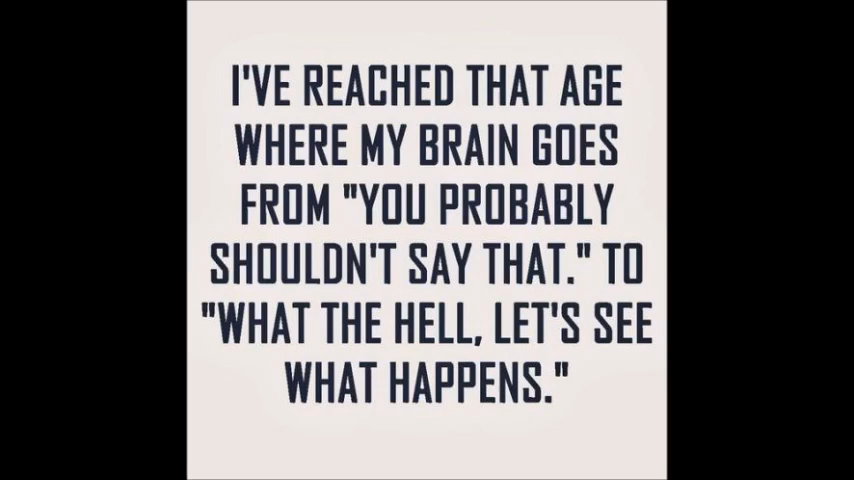 I'VE REACHED THAT AGE
WHERE MY BRAIN GOES
FROM "YOU PROBABLY
SHOULDN'T SAY THAT." TO
"WHAT THE HELL, LET'S SEE
WHAT HAPPENS."